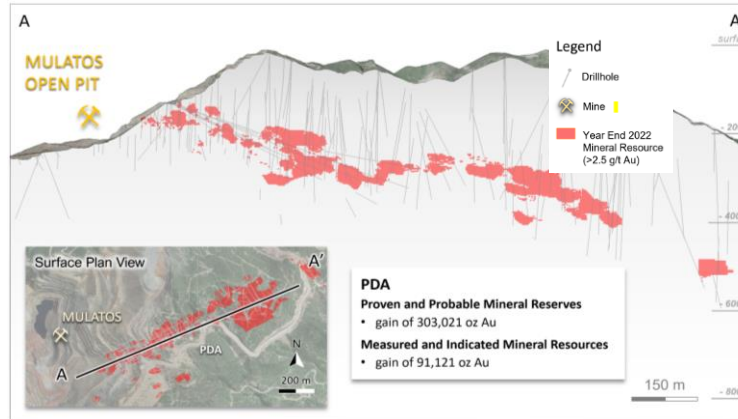 A
A
MULATOS
OPEN PIT
Legend
Drillhole
Mine
Year End 2022
Mineral Resource
(>2.5 g/t Au)
- 400
- 600
Surface Plan View
A'
MULATOS
PDA
A
N
200 m
PDA
Proven and Probable Mineral Reserves
• gain of 303,021 oz Au
Measured and Indicated Mineral Resources
• gain of 91,121 oz Au
150 m